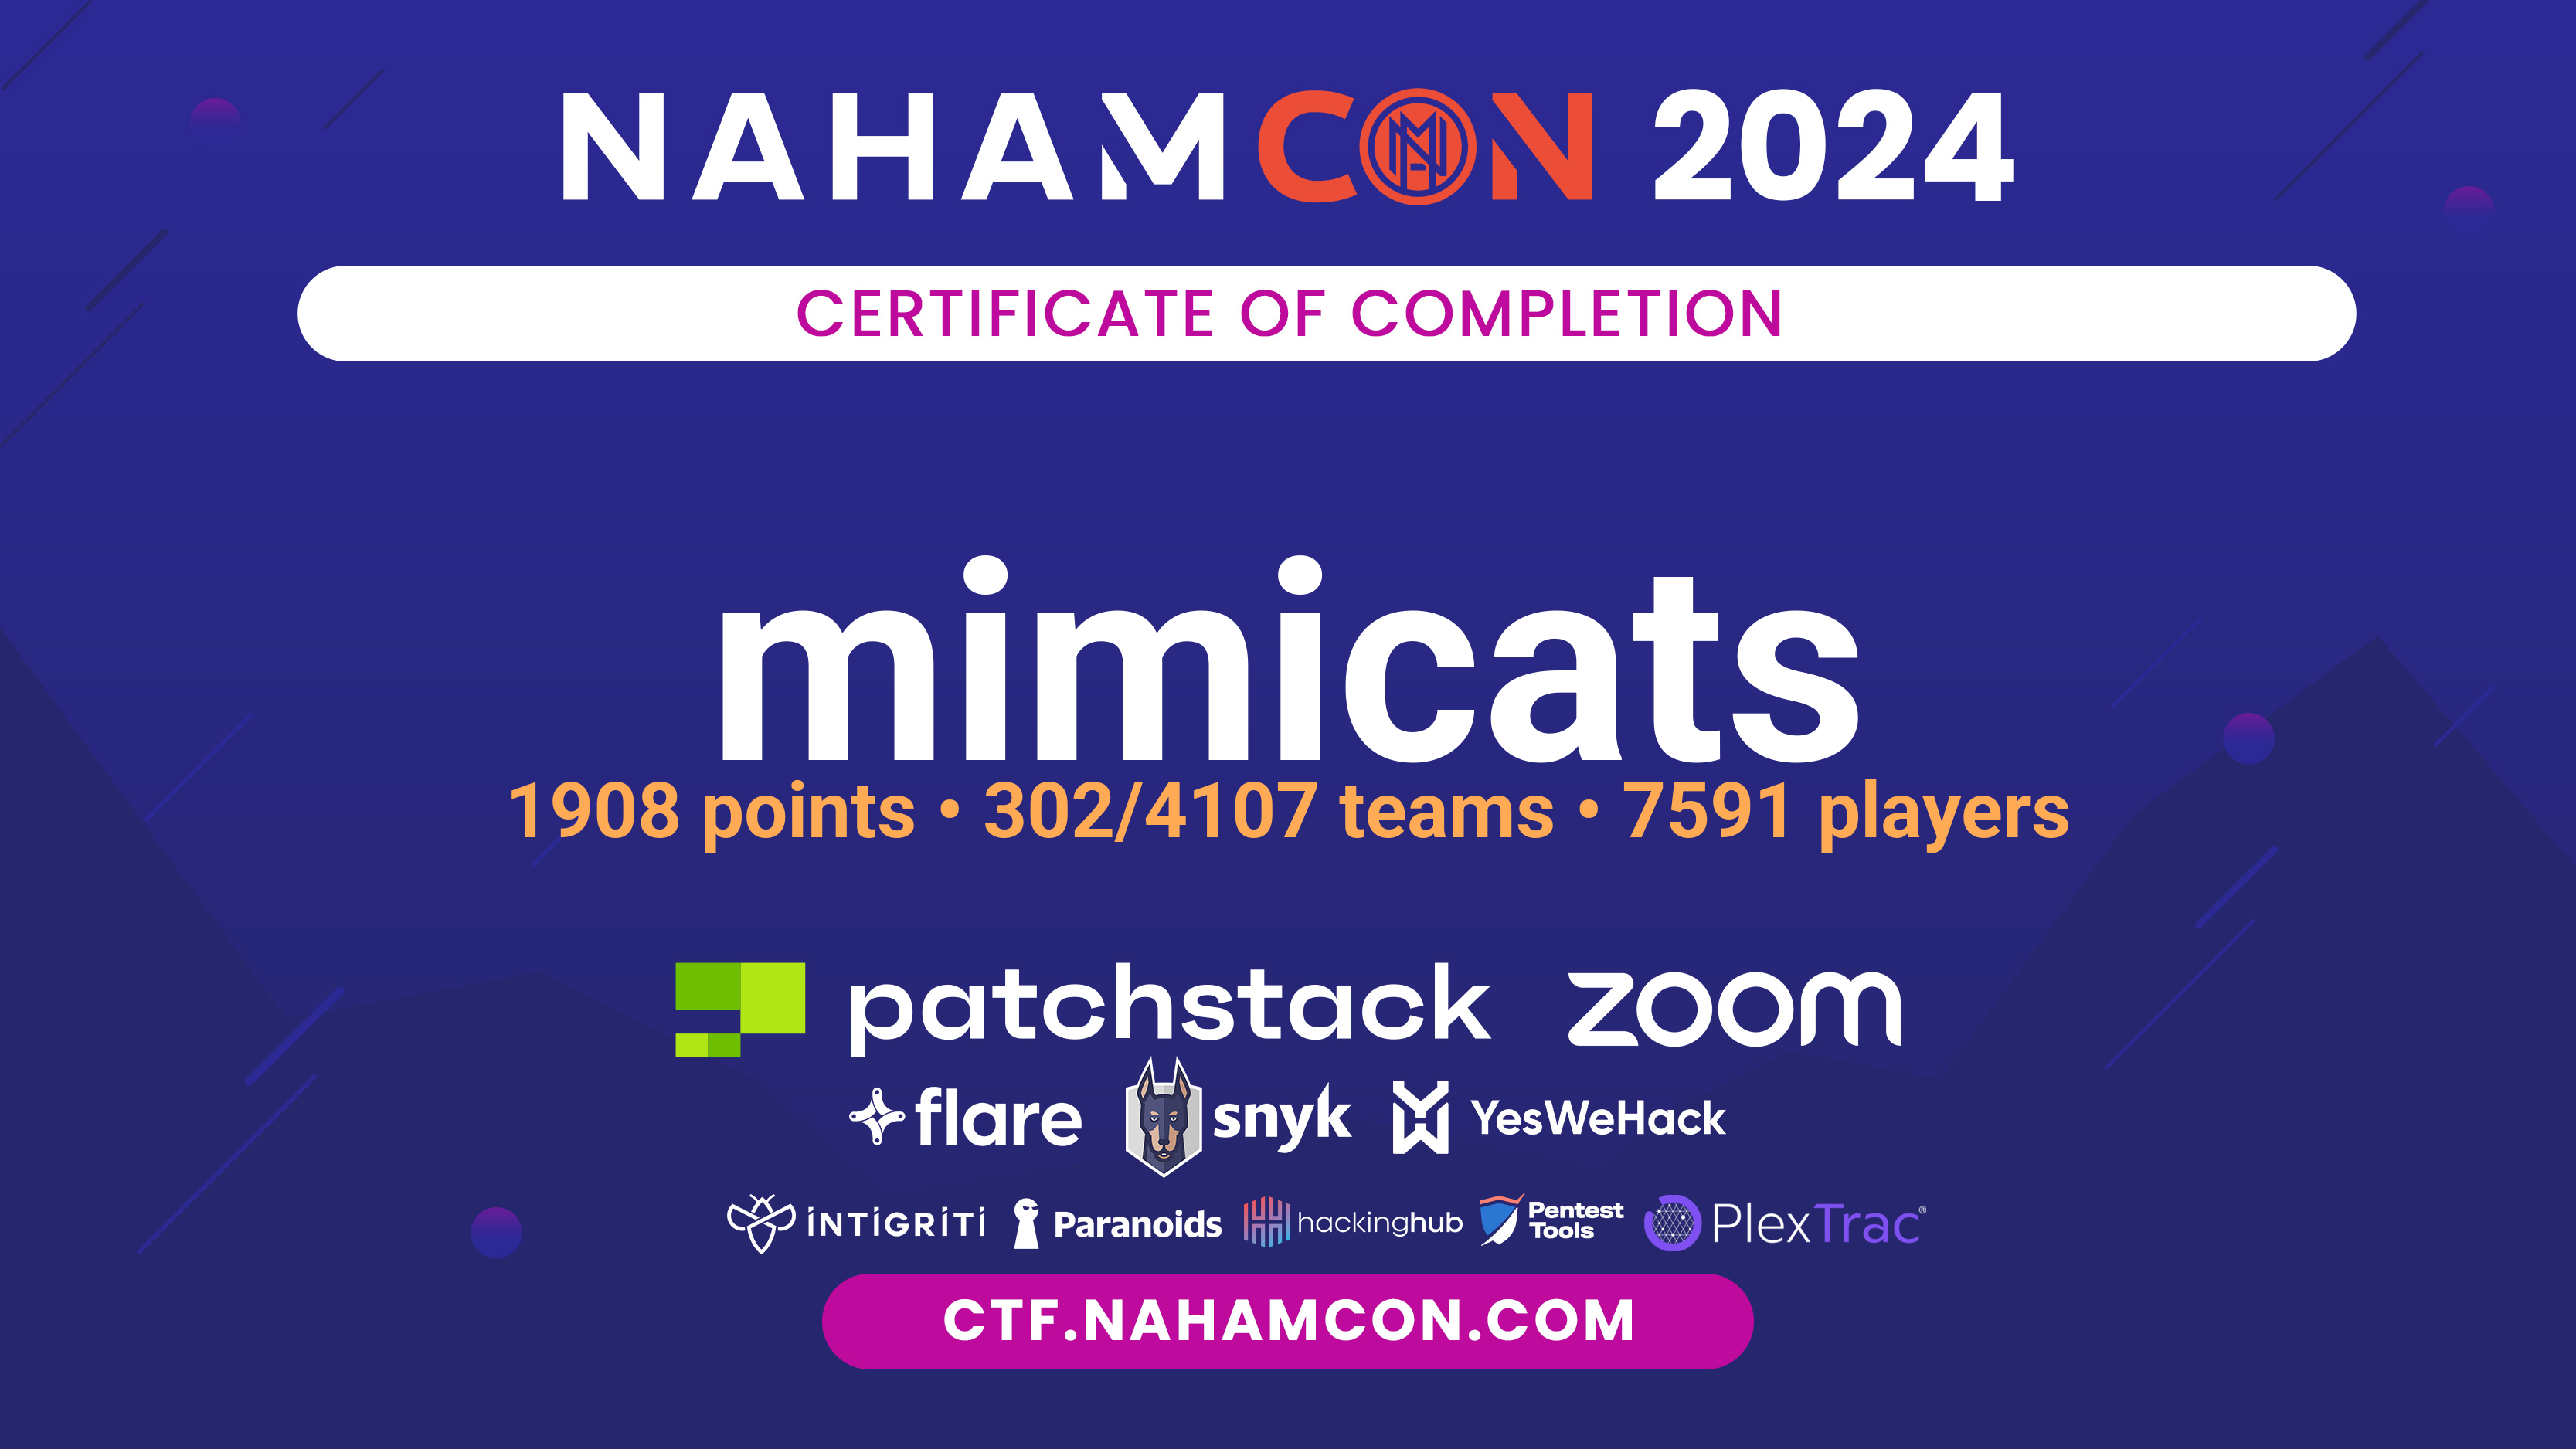 NAHAMCON 2024
CERTIFICATE OF COMPLETION
mimicats
1908 points • 302/4107 teams • 7591 players
patchstack zoom
flare snyk YesWeHack
INTIGRITI Paranoids hackinghub Pentest Tools PlexTrac®
CTF.NAHAMCON.COM